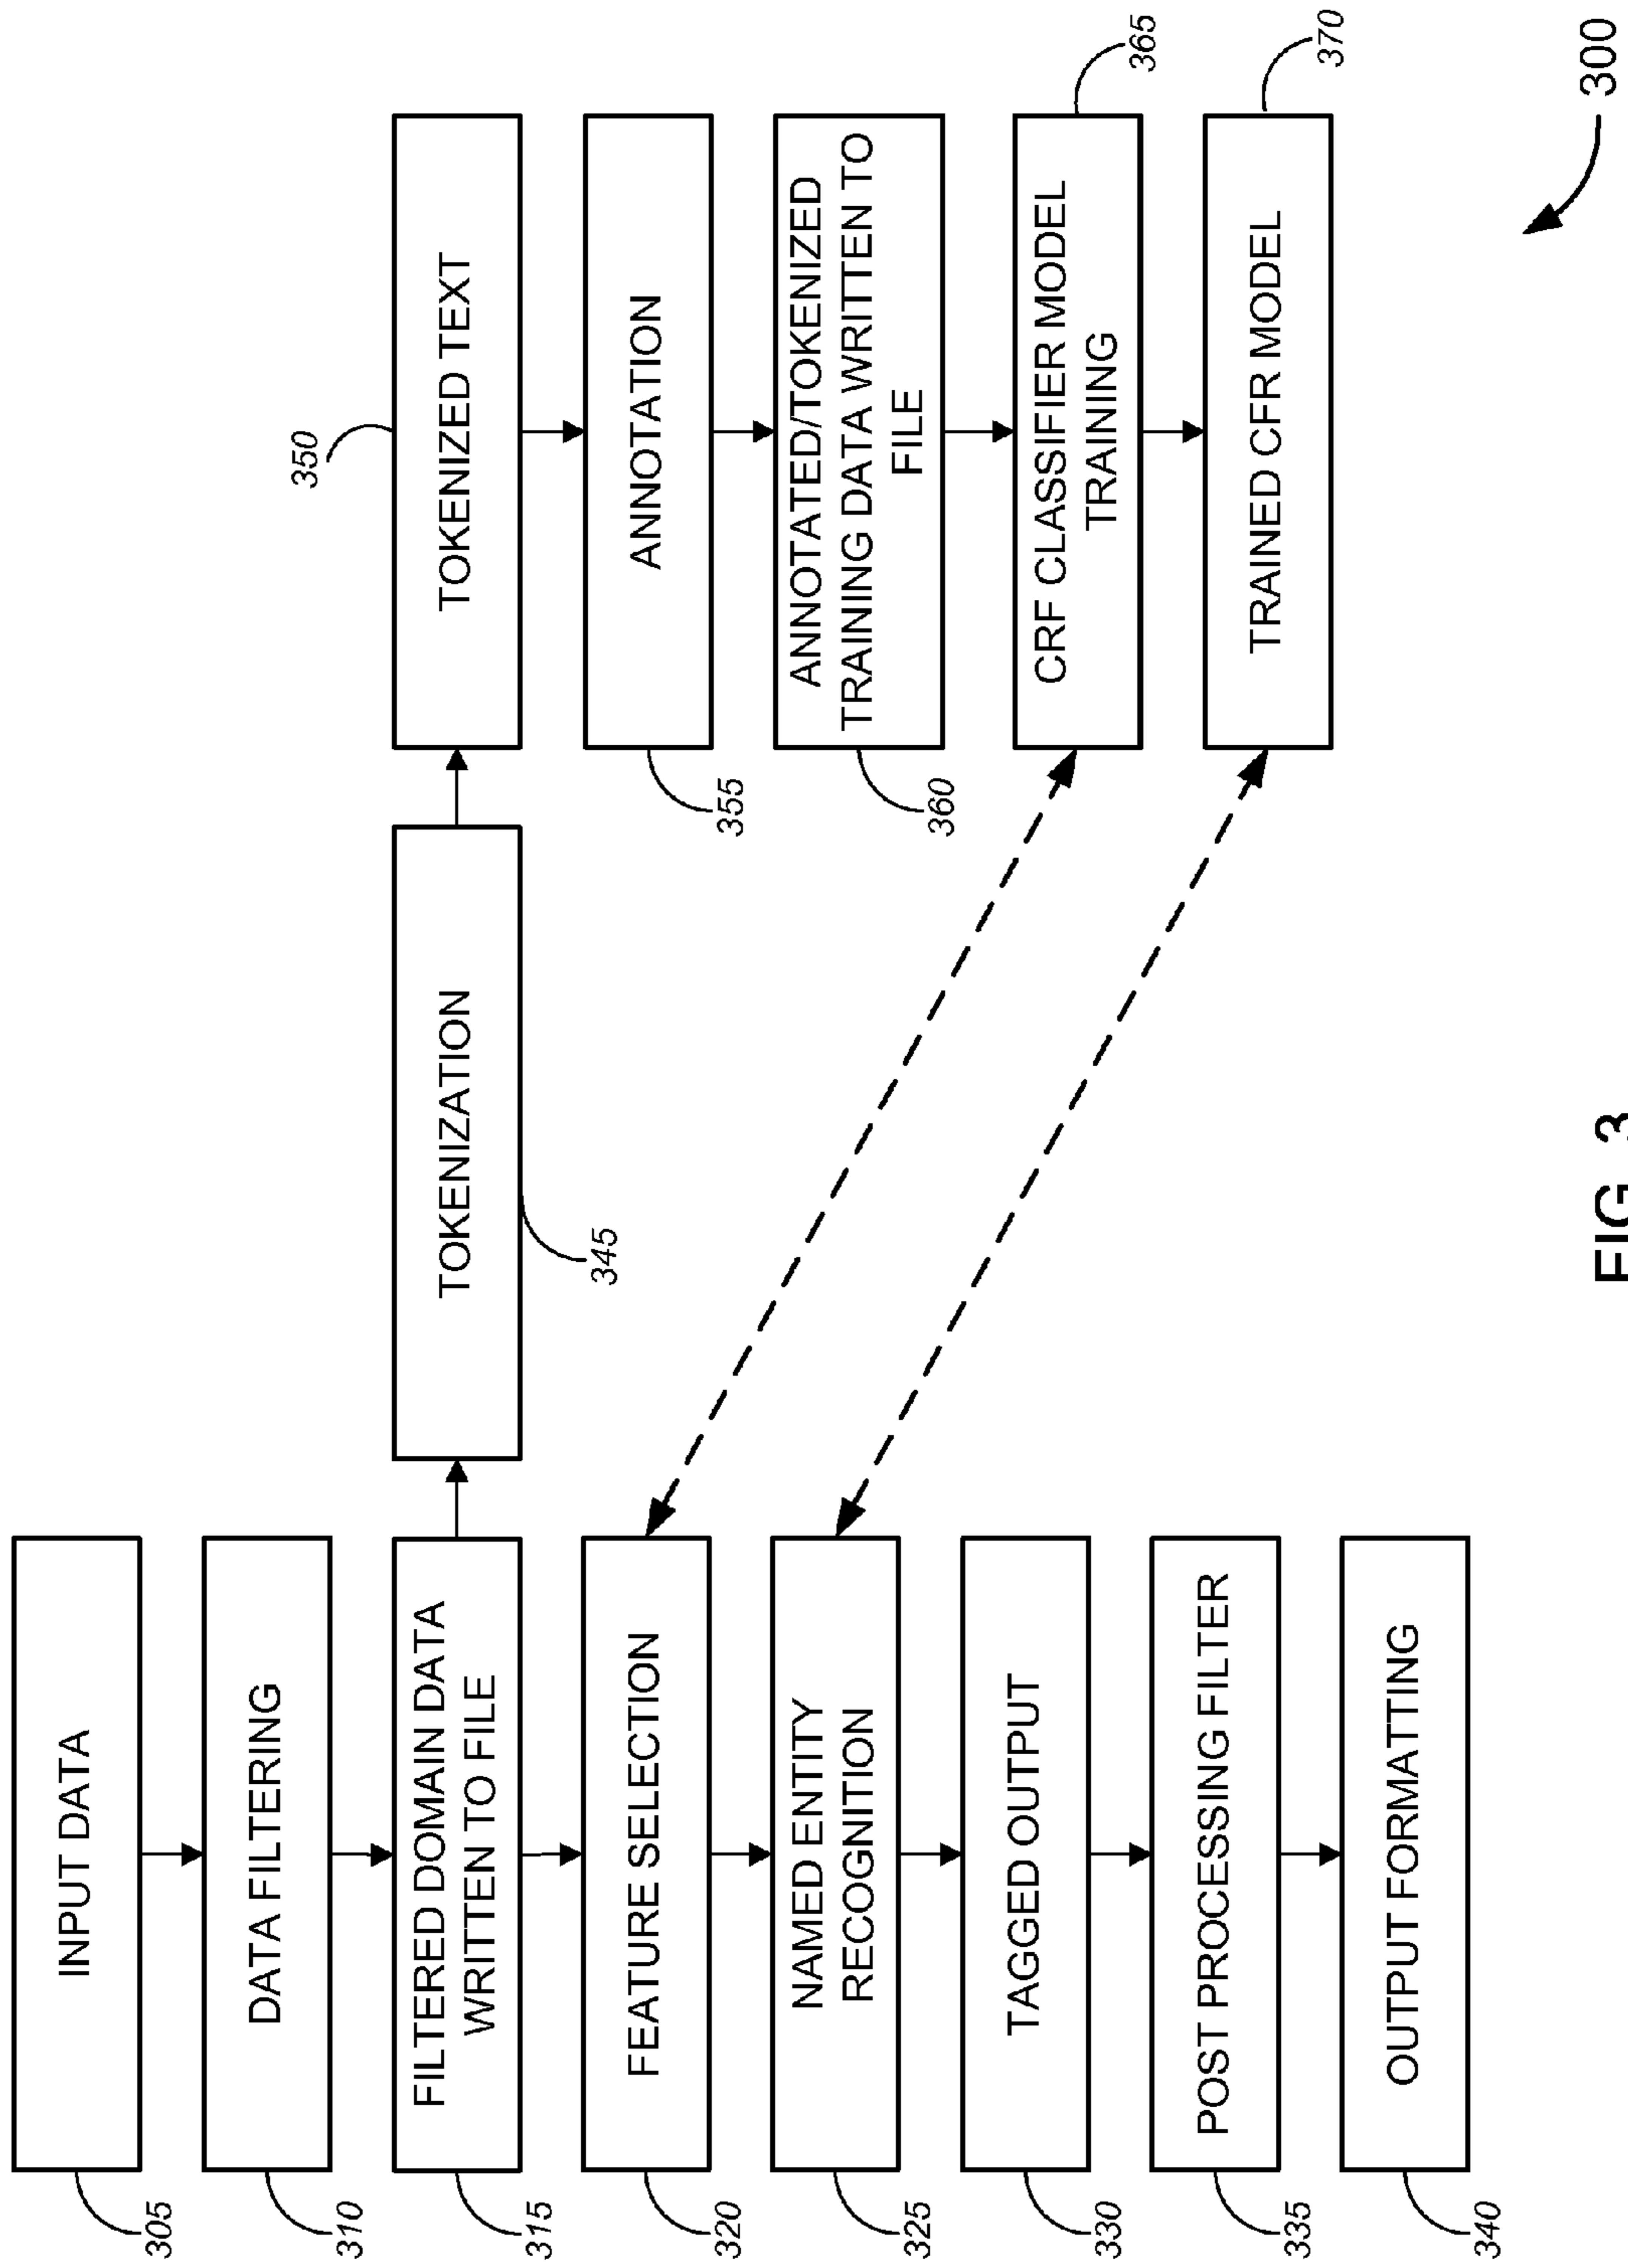 INPUT DATA
305
DATA FILTERING
310
FILTERED DOMAIN DATA
WRITTEN TO FILE
315
FEATURE SELECTION
320
NAMED ENTITY
RECOGNITION
325
TAGGED OUTPUT
330
POST PROCESSING FILTER
335
OUTPUT FORMATTING
340
TOKENIZATION
345
350
TOKENIZED TEXT
ANNOTATION
355
ANNOTATED/TOKENIZED
TRAINING DATA WRITTEN TO
FILE
360
CRF CLASSIFIER MODEL
TRAINING
365
TRAINED CFR MODEL
370
300
FIG. 3